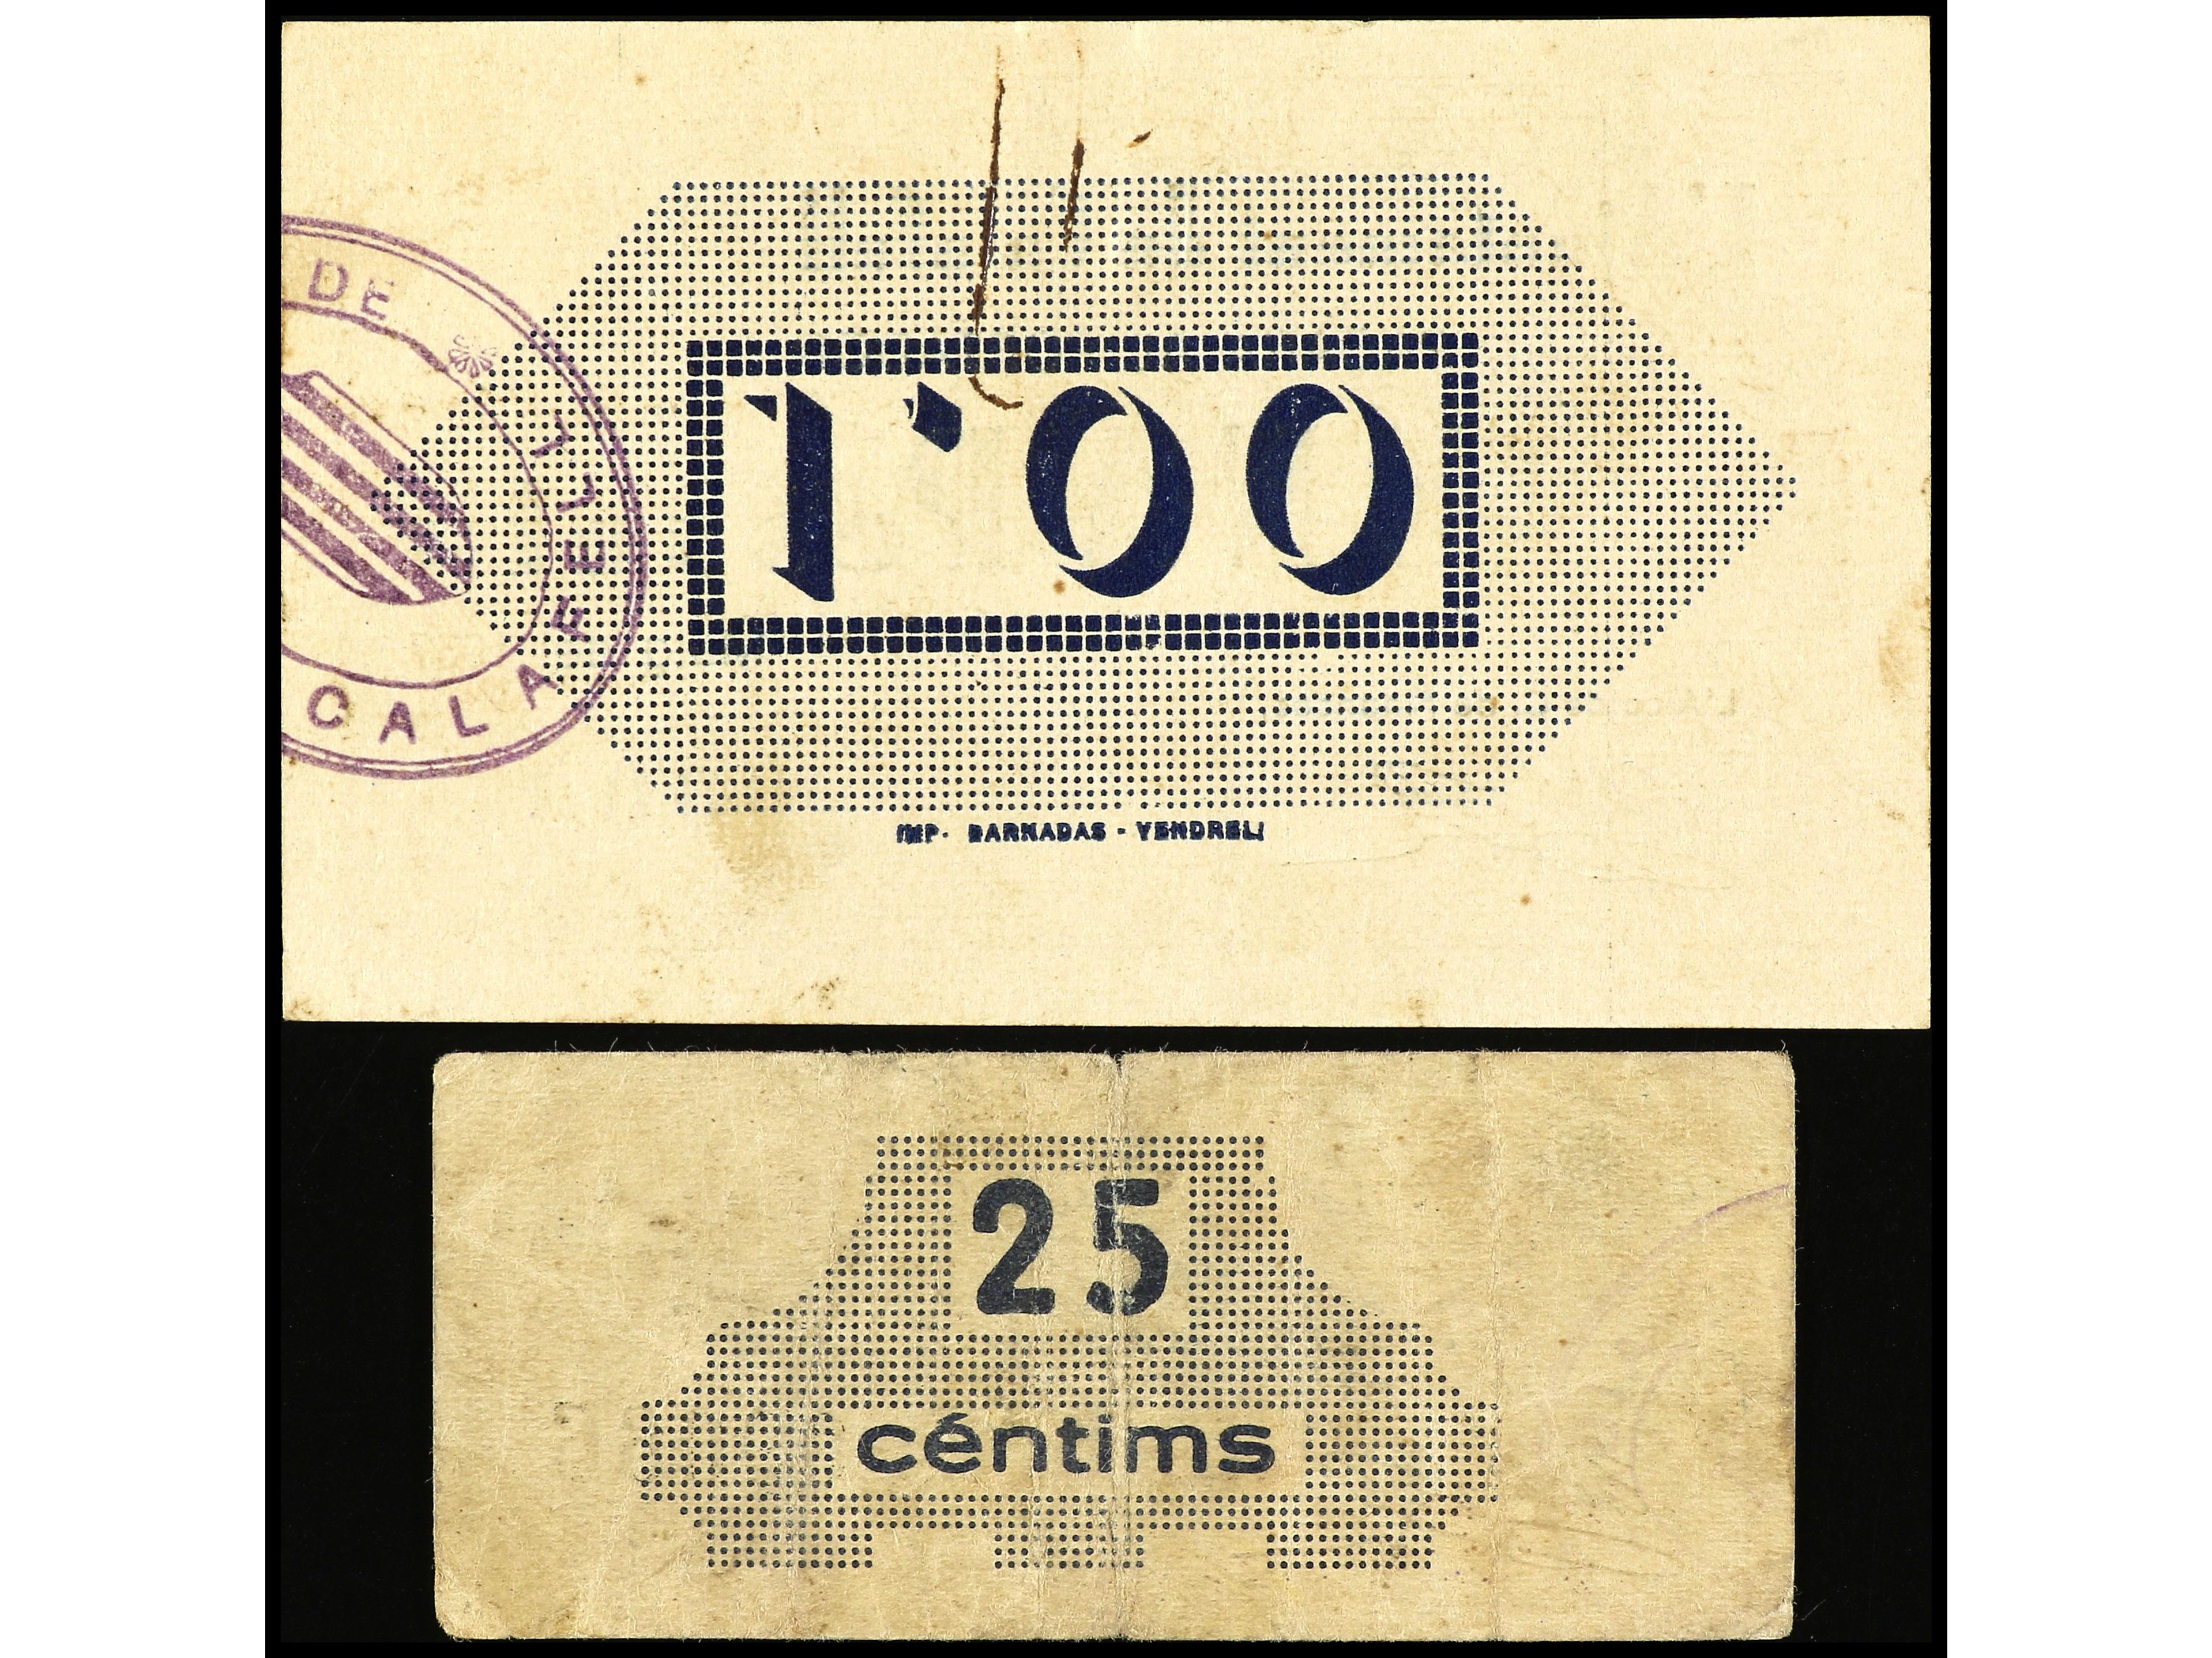 DE
CALAFELL
1'00
IMP. BARNADAS - VENDRELL
25
céntims